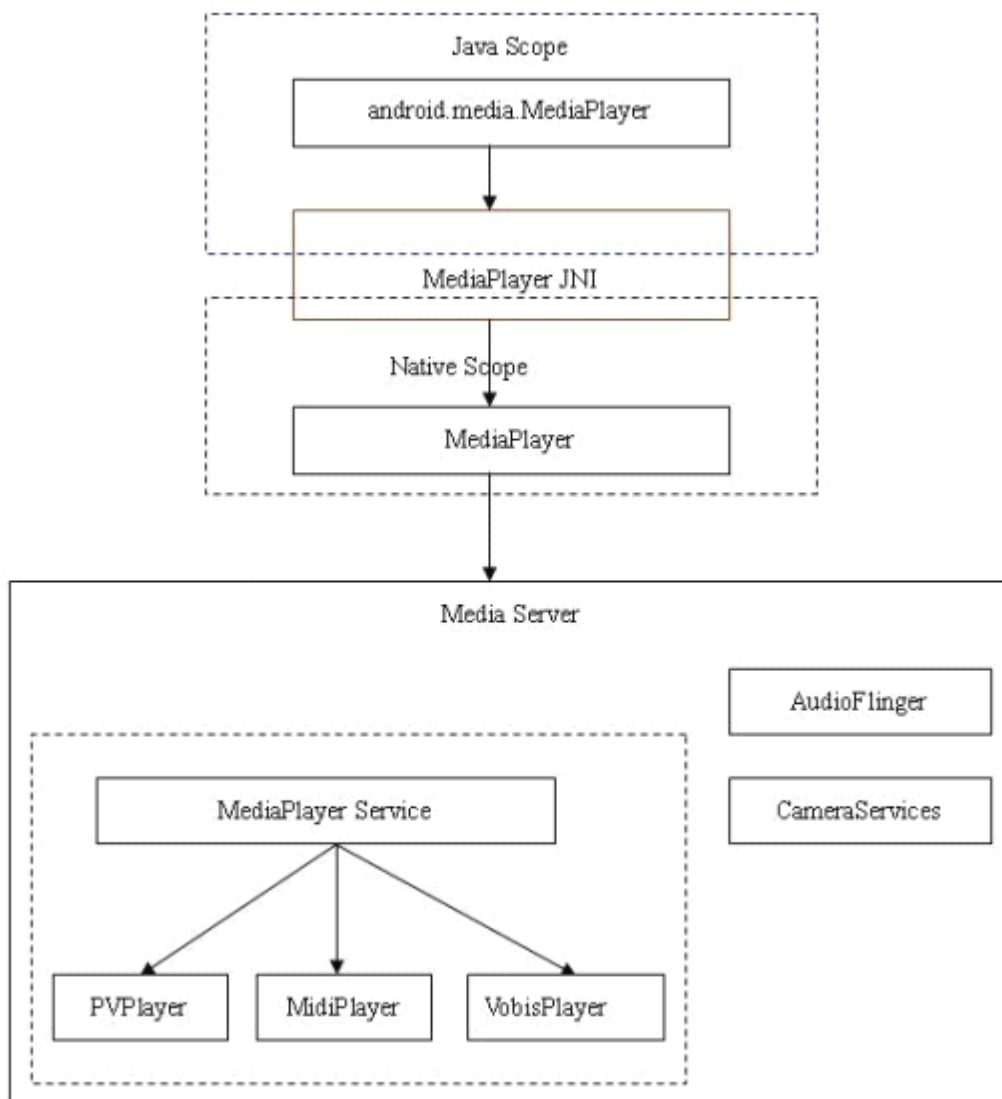 Java Scope
android.media.MediaPlayer
MediaPlayer JNI
Native Scope
MediaPlayer
Media Server
AudioFlinger
MediaPlayer Service
CameraServices
PVPlayer
MidiPlayer
VobisPlayer